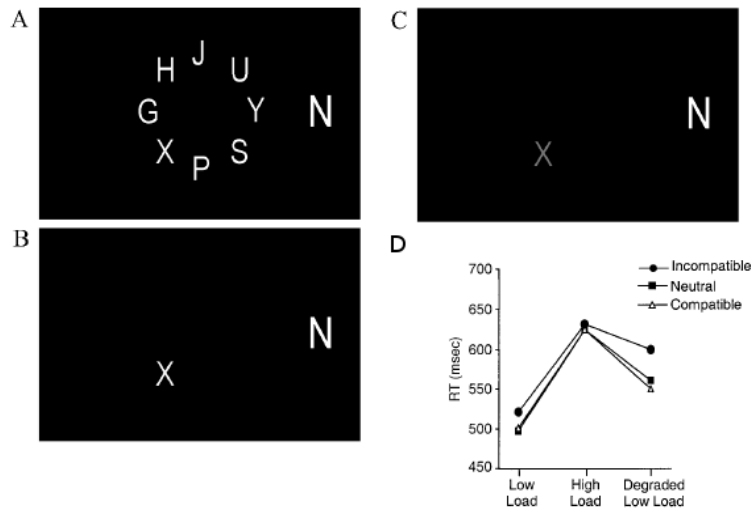 A
H J U
G Y N
X P S
B
X N
C
N
X
D
Incompatible
Neutral
Compatible
RT (msec)
700
650
600
550
500
450
Low Load
High Load
Degraded Low Load